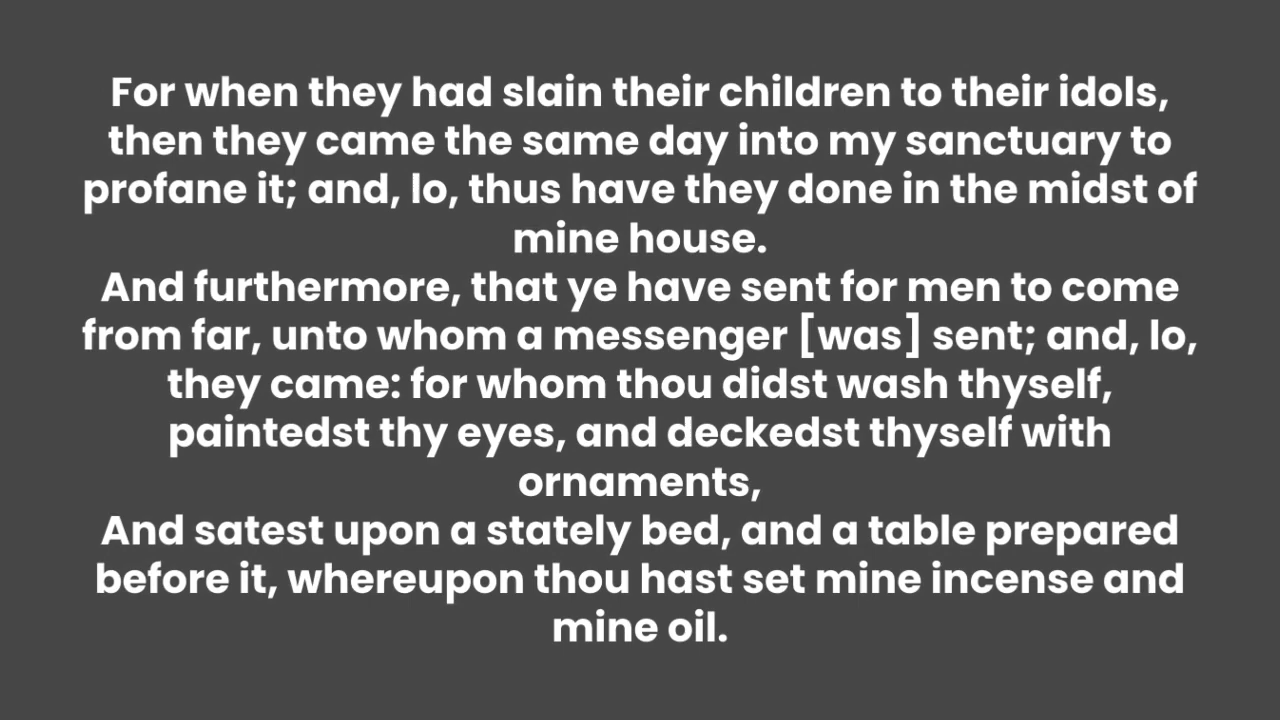 For when they had slain their children to their idols,
then they came the same day into my sanctuary to
profane it; and, lo, thus have they done in the midst of
mine house.
And furthermore, that ye have sent for men to come
from far, unto whom a messenger [was] sent; and, lo,
they came: for whom thou didst wash thyself,
paintedst thy eyes, and deckedst thyself with
ornaments,
And satest upon a stately bed, and a table prepared
before it, whereupon thou hast set mine incense and
mine oil.